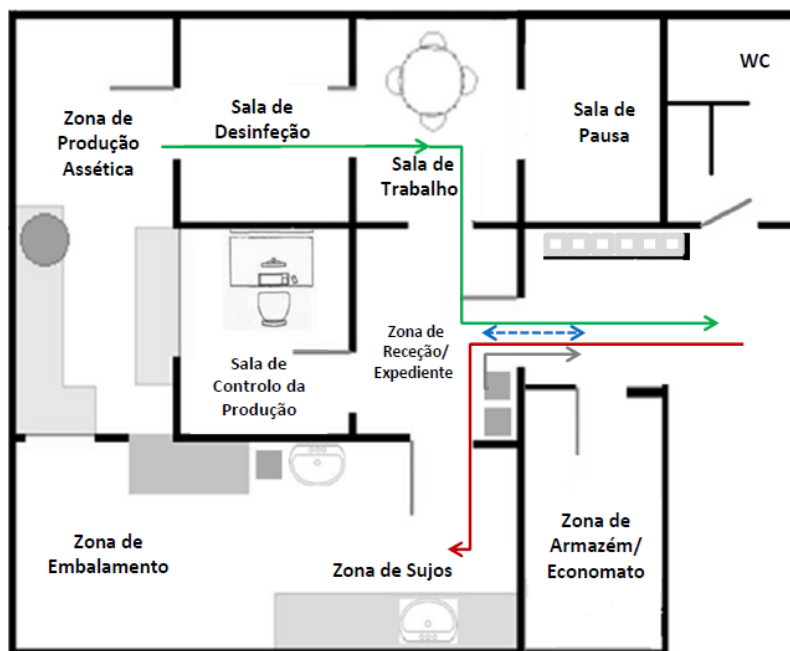 WC
Zona de
Produção
Assética
Sala de
Desinfeção
Sala de
Trabalho
Sala de
Pausa
Sala de
Controlo da
Produção
Zona de
Receção/
Expediente
Zona de
Embalamento
Zona de Sujos
Zona de
Armazém/
Economato